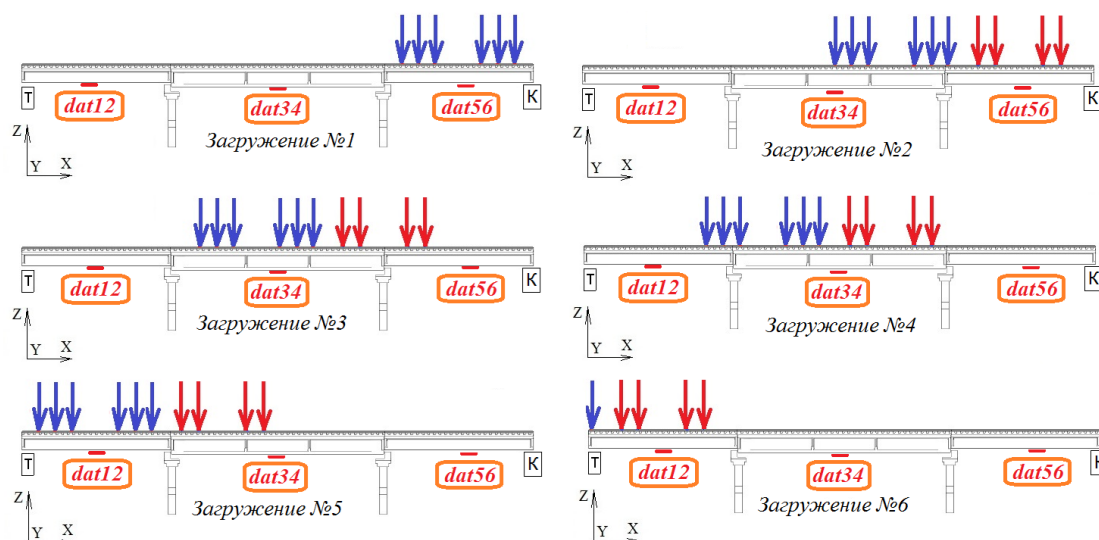 T
dat12
dat34
dat56
K
Z
Y
X
Загружение №1
T
dat12
dat34
dat56
K
Z
Y
X
Загружение №2
T
dat12
dat34
dat56
K
Z
Y
X
Загружение №3
T
dat12
dat34
dat56
K
Z
Y
X
Загружение №4
T
dat12
dat34
dat56
K
Z
Y
X
Загружение №5
T
dat12
dat34
dat56
K
Z
Y
X
Загружение №6